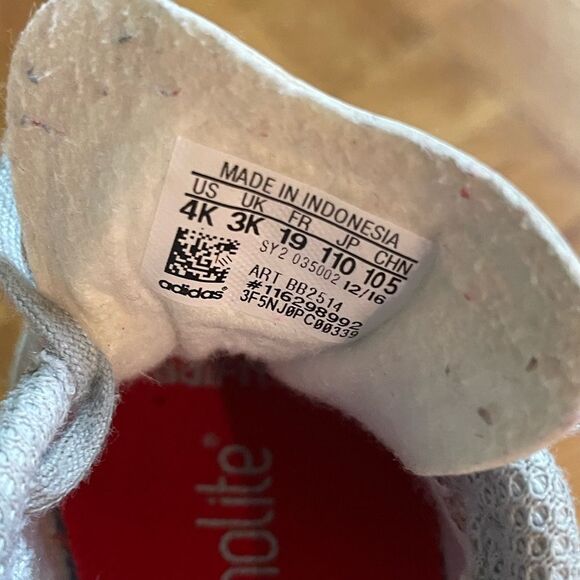 MADE IN INDONESIA
US UK FR JP CHN
4K 3K 19 110 105
SY2 035002 12/16
ART BB2514
#116298992
3F5NJ0PC00339
adidas